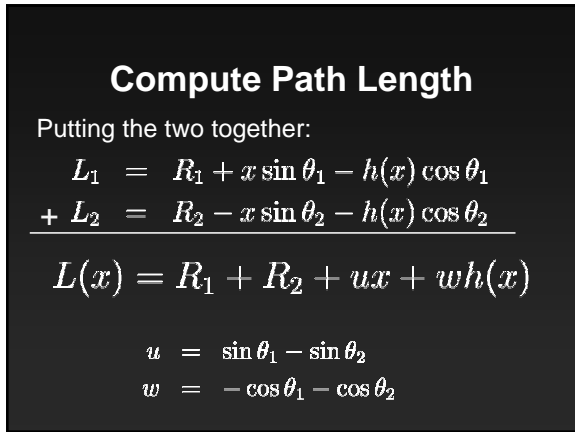 Compute Path Length
Putting the two together:
L₁ = R₁ + x sin θ₁ − h(x) cos θ₁
+ L₂ = R₂ − x sin θ₂ − h(x) cos θ₂
L(x) = R₁ + R₂ + ux + wh(x)
u = sin θ₁ − sin θ₂
w = − cos θ₁ − cos θ₂